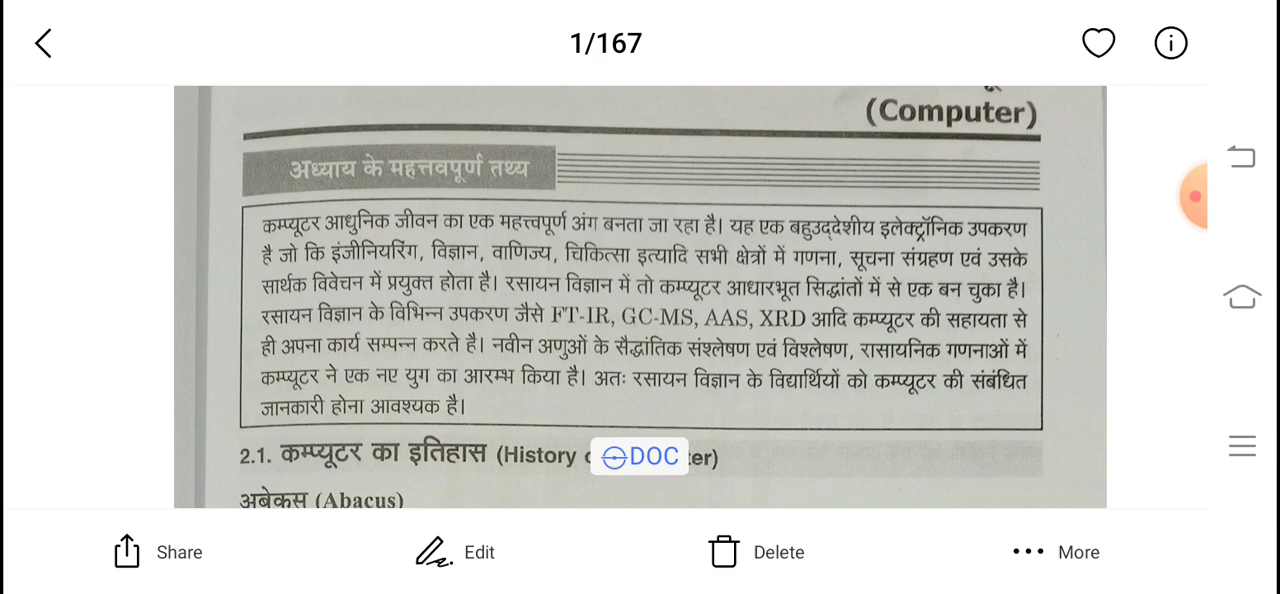 1/167
(Computer)
अध्याय के महत्त्वपूर्ण तथ्य
कम्प्यूटर आधुनिक जीवन का एक महत्त्वपूर्ण अंग बनता जा रहा है। यह एक बहुउद्देशीय इलेक्ट्रॉनिक उपकरण
है जो कि इंजीनियरिंग, विज्ञान, वाणिज्य, चिकित्सा इत्यादि सभी क्षेत्रों में गणना, सूचना संग्रहण एवं उसके
सार्थक विवेचन में प्रयुक्त होता है। रसायन विज्ञान में तो कम्प्यूटर आधारभूत सिद्धांतों में से एक बन चुका है।
रसायन विज्ञान के विभिन्न उपकरण जैसे FT-IR, GC-MS, AAS, XRD आदि कम्प्यूटर की सहायता से
ही अपना कार्य सम्पन्न करते है। नवीन अणुओं के सैद्धांतिक संश्लेषण एवं विश्लेषण, रासायनिक गणनाओं में
कम्प्यूटर ने एक नए युग का आरम्भ किया है। अतः रसायन विज्ञान के विद्यार्थियों को कम्प्यूटर की संबंधित
जानकारी होना आवश्यक है।
2.1. कम्प्यूटर का इतिहास (History DOC ter)
अबेकस (Abacus)
Share Edit Delete More